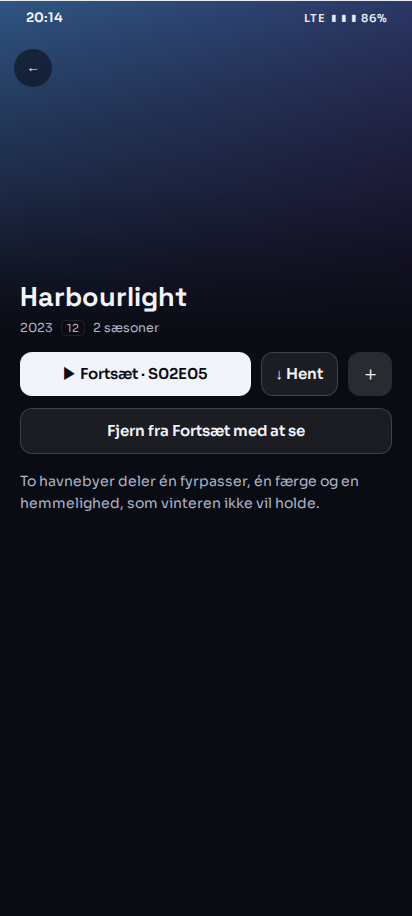 20:14 LTE 86%
←
Harbourlight
2023 12 2 sæsoner
▶ Fortsæt · S02E05 ↓ Hent +
Fjern fra Fortsæt med at se
To havnebyer deler én fyrpasser, én færge og en
hemmelighed, som vinteren ikke vil holde.